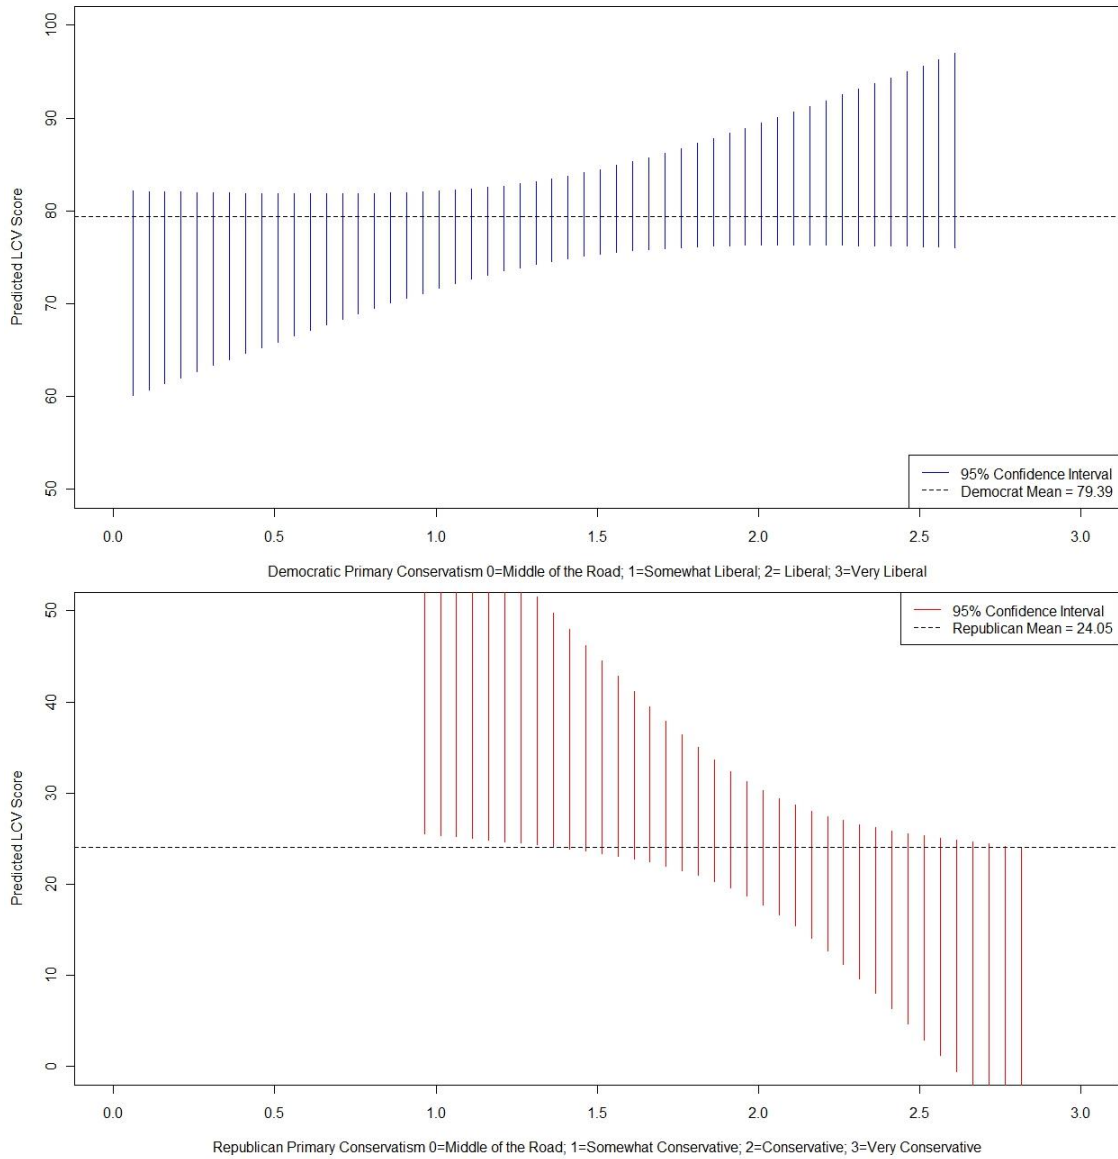 100
90
80
70
60
50
Predicted LCV Score
95% Confidence Interval
Democrat Mean = 79.39
0.0 0.5 1.0 1.5 2.0 2.5 3.0
Democratic Primary Conservatism 0=Middle of the Road; 1=Somewhat Liberal; 2= Liberal; 3=Very Liberal
50
40
30
20
10
0
Predicted LCV Score
95% Confidence Interval
Republican Mean = 24.05
0.0 0.5 1.0 1.5 2.0 2.5 3.0
Republican Primary Conservatism 0=Middle of the Road; 1=Somewhat Conservative; 2=Conservative; 3=Very Conservative